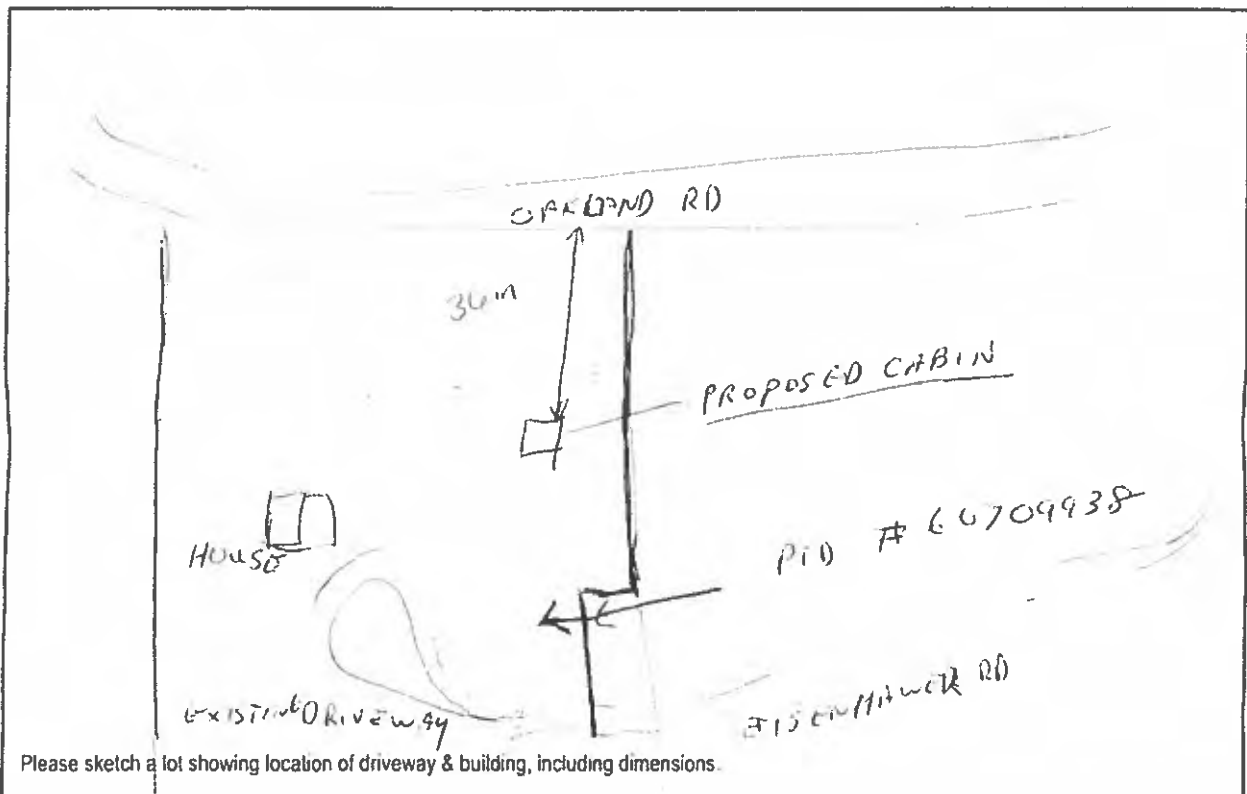 OAKLAND RD
36m
PROPOSED CABIN
HOUSE
PID # 60709938
EXISTING DRIVEWAY
EISENHAWER RD
Please sketch a lot showing location of driveway & building, including dimensions.